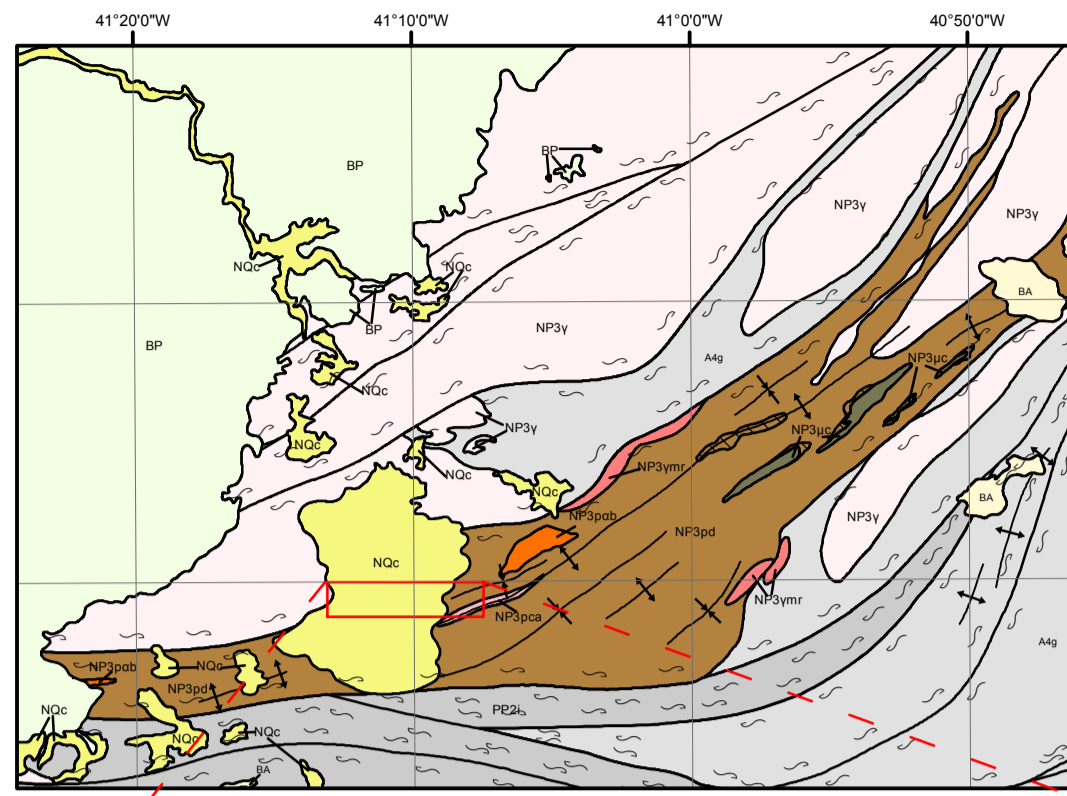 41°20'0"W 41°10'0"W 41°0'0"W 40°50'0"W
BP
BP
NP3γ
NP3γ
NQc
NQc
BA
BP
NP3γ
BP
A4g
NP3μc
NQc
NP3γ
NP3μc
NQc
NP3γmr
NQc
NQc
BA
NP3pαb
NP3γ
NP3pd
NQc
NP3γmr
NP3pca
A4g
NP3pαb
NQc
NP3pd
NQc
PP2i
NQc
NQc
BA